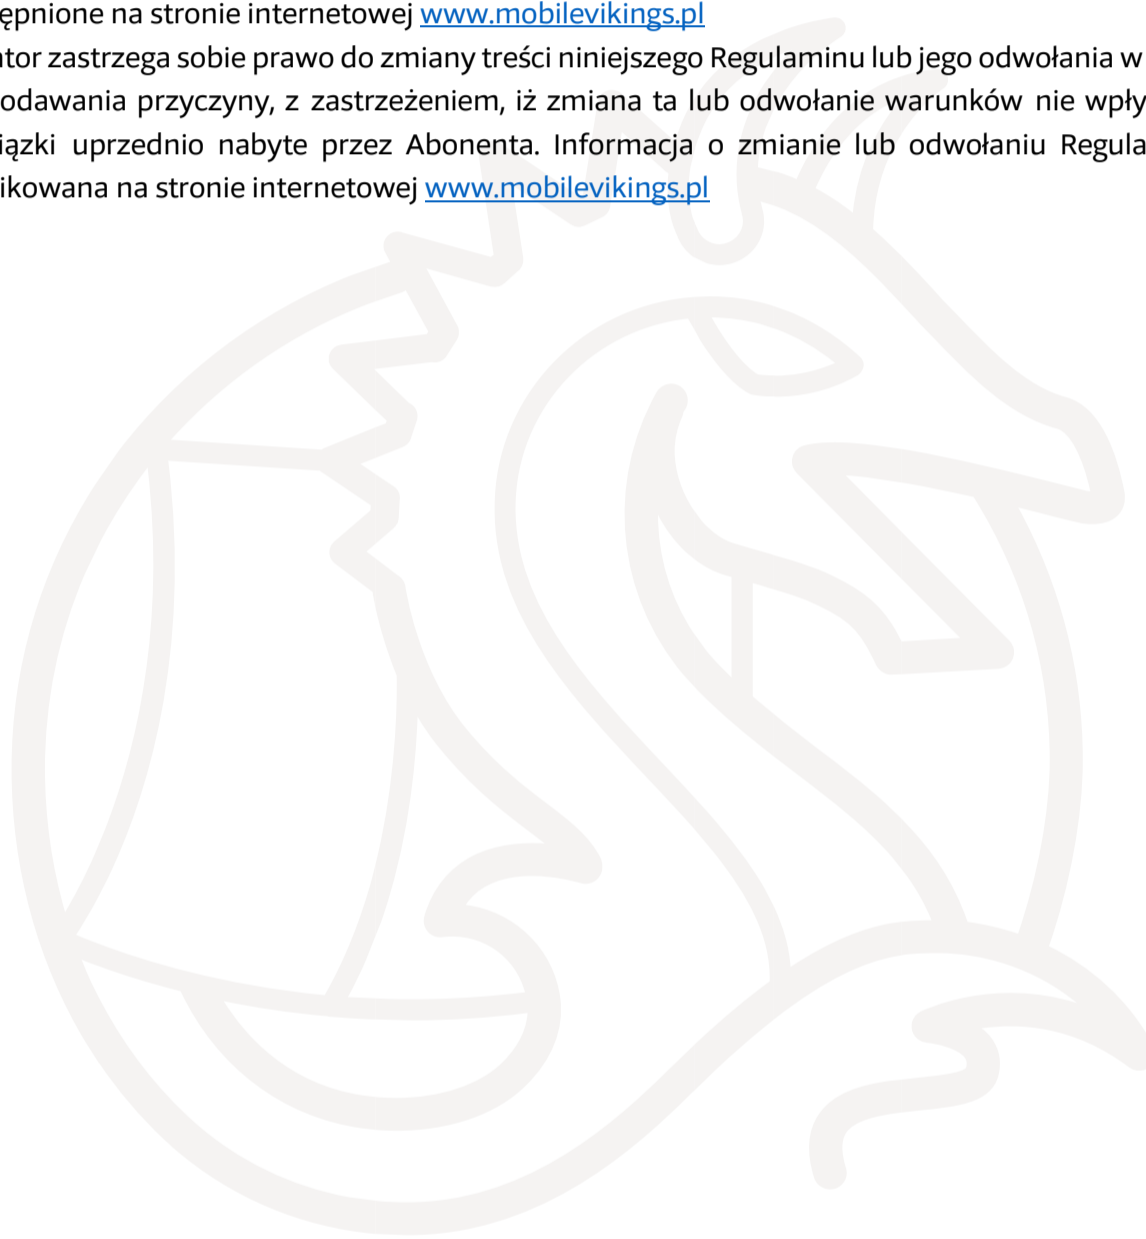 ępnione na stronie internetowej www.mobilevikings.pl
tor zastrzega sobie prawo do zmiany treści niniejszego Regulaminu lub jego odwołania w
odawania przyczyny, z zastrzeżeniem, iż zmiana ta lub odwołanie warunków nie wpły
iązki uprzednio nabyte przez Abonenta. Informacja o zmianie lub odwołaniu Regula
ikowana na stronie internetowej www.mobilevikings.pl